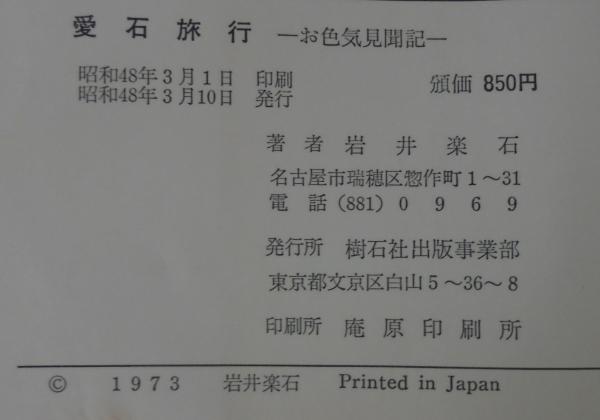 愛石旅行 ―お色気見聞記―
昭和48年3月1日 印刷
昭和48年3月10日 発行
頒価 850円
著者 岩井楽石
名古屋市瑞穂区惣作町1〜31
電話(881)0969
発行所 樹石社出版事業部
東京都文京区白山5〜36〜8
印刷所 庵原印刷所
© 1973 岩井楽石 Printed in Japan